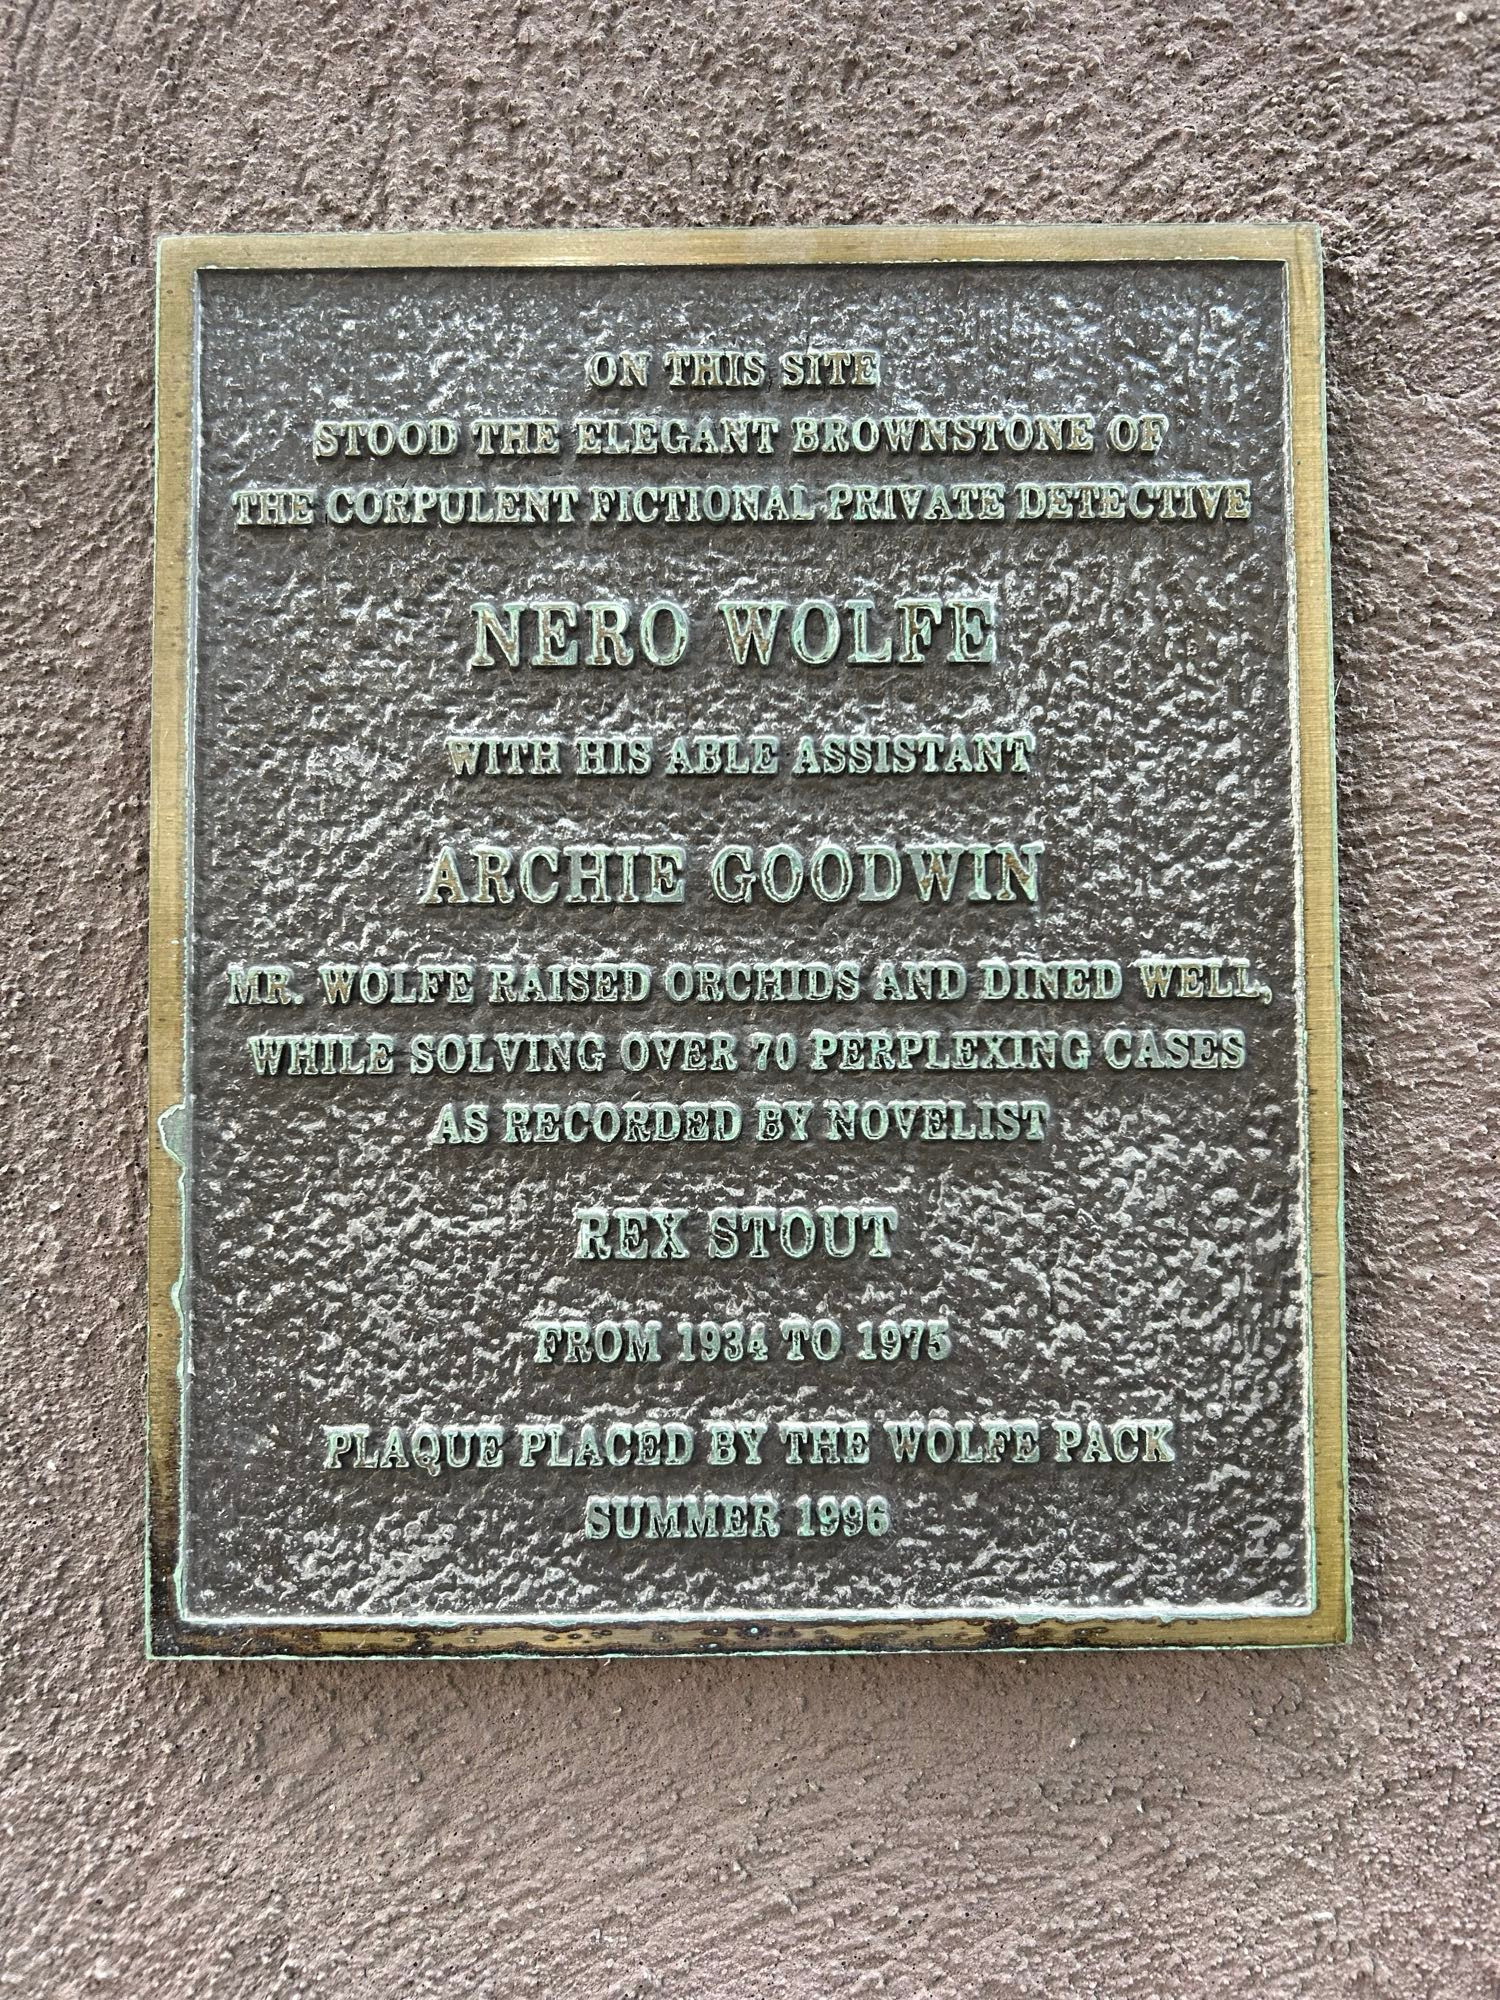 ON THIS SITE
STOOD THE ELEGANT BROWNSTONE OF
THE CORPULENT FICTIONAL PRIVATE DETECTIVE
NERO WOLFE
WITH HIS ABLE ASSISTANT
ARCHIE GOODWIN
MR. WOLFE RAISED ORCHIDS AND DINED WELL,
WHILE SOLVING OVER 70 PERPLEXING CASES
AS RECORDED BY NOVELIST
REX STOUT
FROM 1934 TO 1975
PLAQUE PLACED BY THE WOLFE PACK
SUMMER 1996